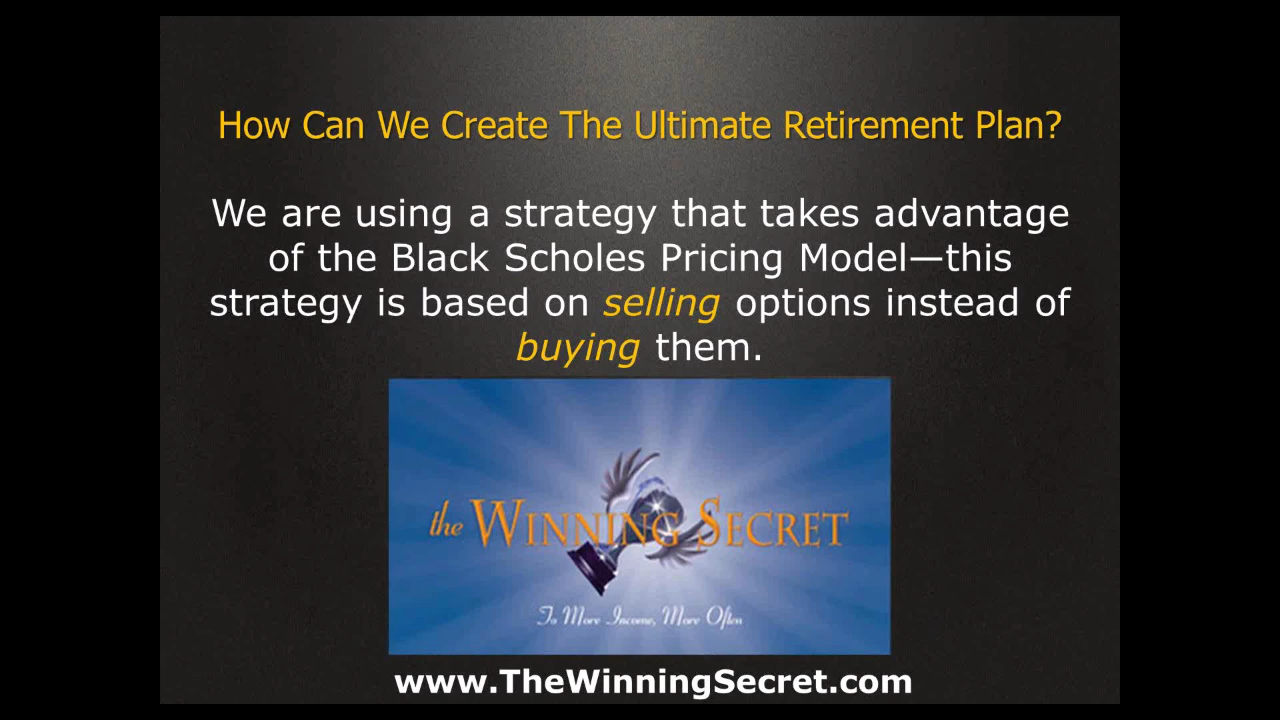 How Can We Create The Ultimate Retirement Plan?
We are using a strategy that takes advantage
of the Black Scholes Pricing Model—this
strategy is based on selling options instead of
buying them.
the WINNING SECRET
To More Income, More Often
www.TheWinningSecret.com